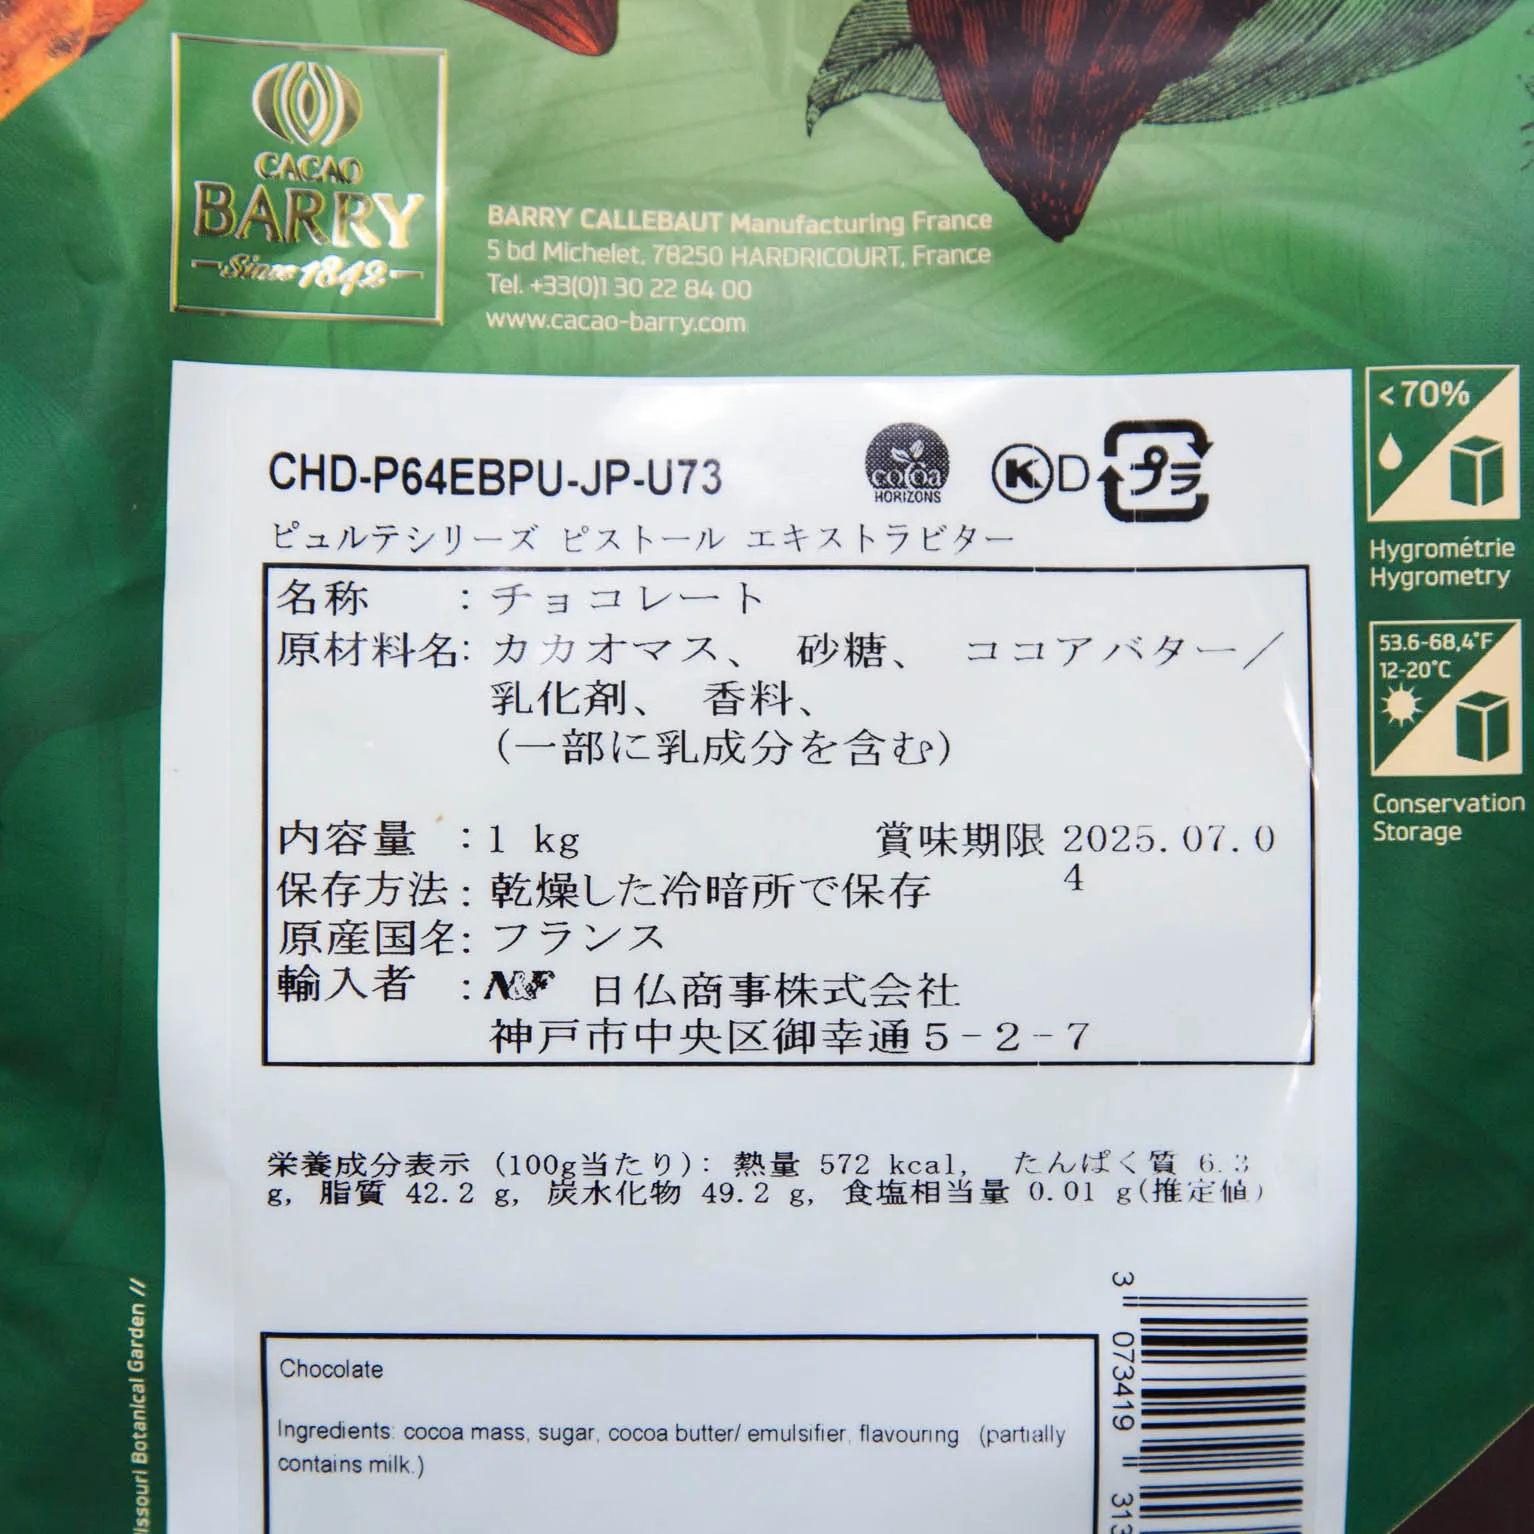 CACAO
BARRY
Since 1842
BARRY CALLEBAUT Manufacturing France
5 bd Michelet, 78250 HARDRICOURT, France
Tel. +33(0)1 30 22 84 00
www.cacao-barry.com
<70%
Hygrométrie
Hygrometry
53.6-68,4°F
12-20°C
Conservation
Storage
CHD-P64EBPU-JP-U73
cocoa
HORIZONS
K D
プラ
ピュルテシリーズ ピストール エキストラビター
名称 : チョコレート
原材料名: カカオマス、 砂糖、 ココアバター／
乳化剤、 香料、
(一部に乳成分を含む)
内容量 : 1 kg 賞味期限 2025.07.0
4
保存方法: 乾燥した冷暗所で保存
原産国名: フランス
輸入者 : N&F 日仏商事株式会社
神戸市中央区御幸通5-2-7
栄養成分表示 (100g当たり): 熱量 572 kcal, たんぱく質 6.3
g, 脂質 42.2 g, 炭水化物 49.2 g, 食塩相当量 0.01 g(推定値)
Chocolate
Ingredients: cocoa mass, sugar, cocoa butter/ emulsifier, flavouring (partially
contains milk.)
3 073419 313
issouri Botanical Garden //